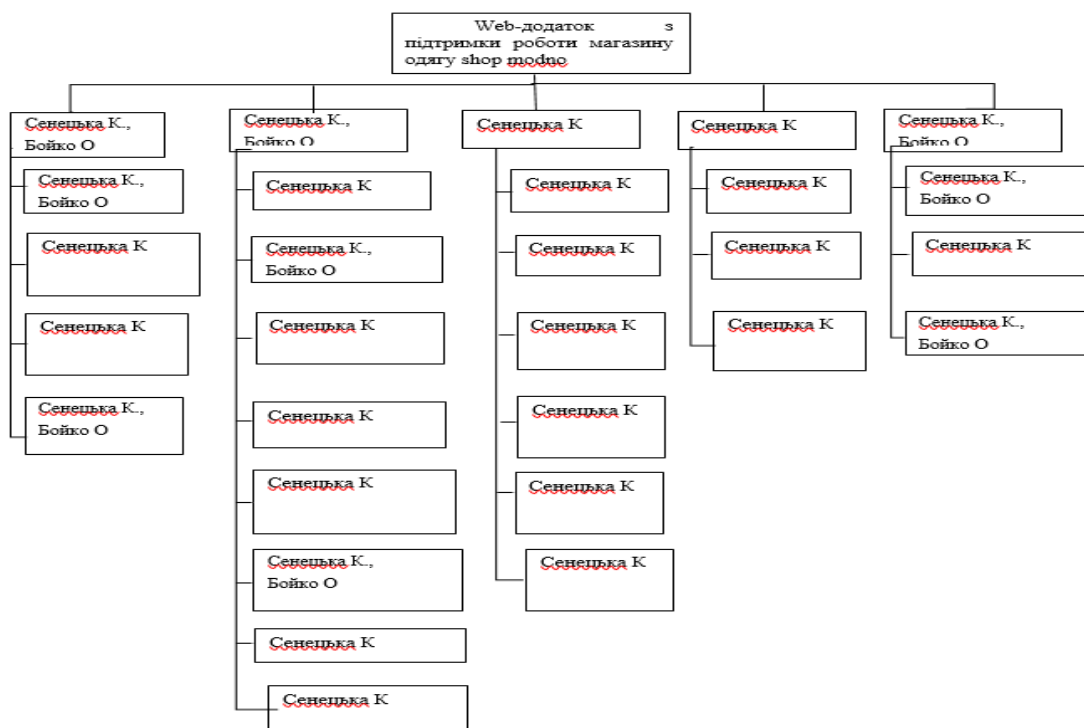 Web-додаток з
підтримки роботи магазину
одягу shop modno
Сенецька К.,
Бойко О
Сенецька К.,
Бойко О
Сенецька К
Сенецька К
Сенецька К.,
Бойко О
Сенецька К.,
Бойко О
Сенецька К
Сенецька К.,
Бойко О
Сенецька К
Сенецька К
Сенецька К
Сенецька К.,
Бойко О
Сенецька К
Сенецька К
Сенецька К
Сенецька К
Сенецька К
Сенецька К
Сенецька К
Сенецька К
Сенецька К
Сенецька К
Сенецька К
Сенецька К
Сенецька К
Сенецька К.,
Бойко О
Сенецька К.,
Бойко О
Сенецька К
Сенецька К.,
Бойко О